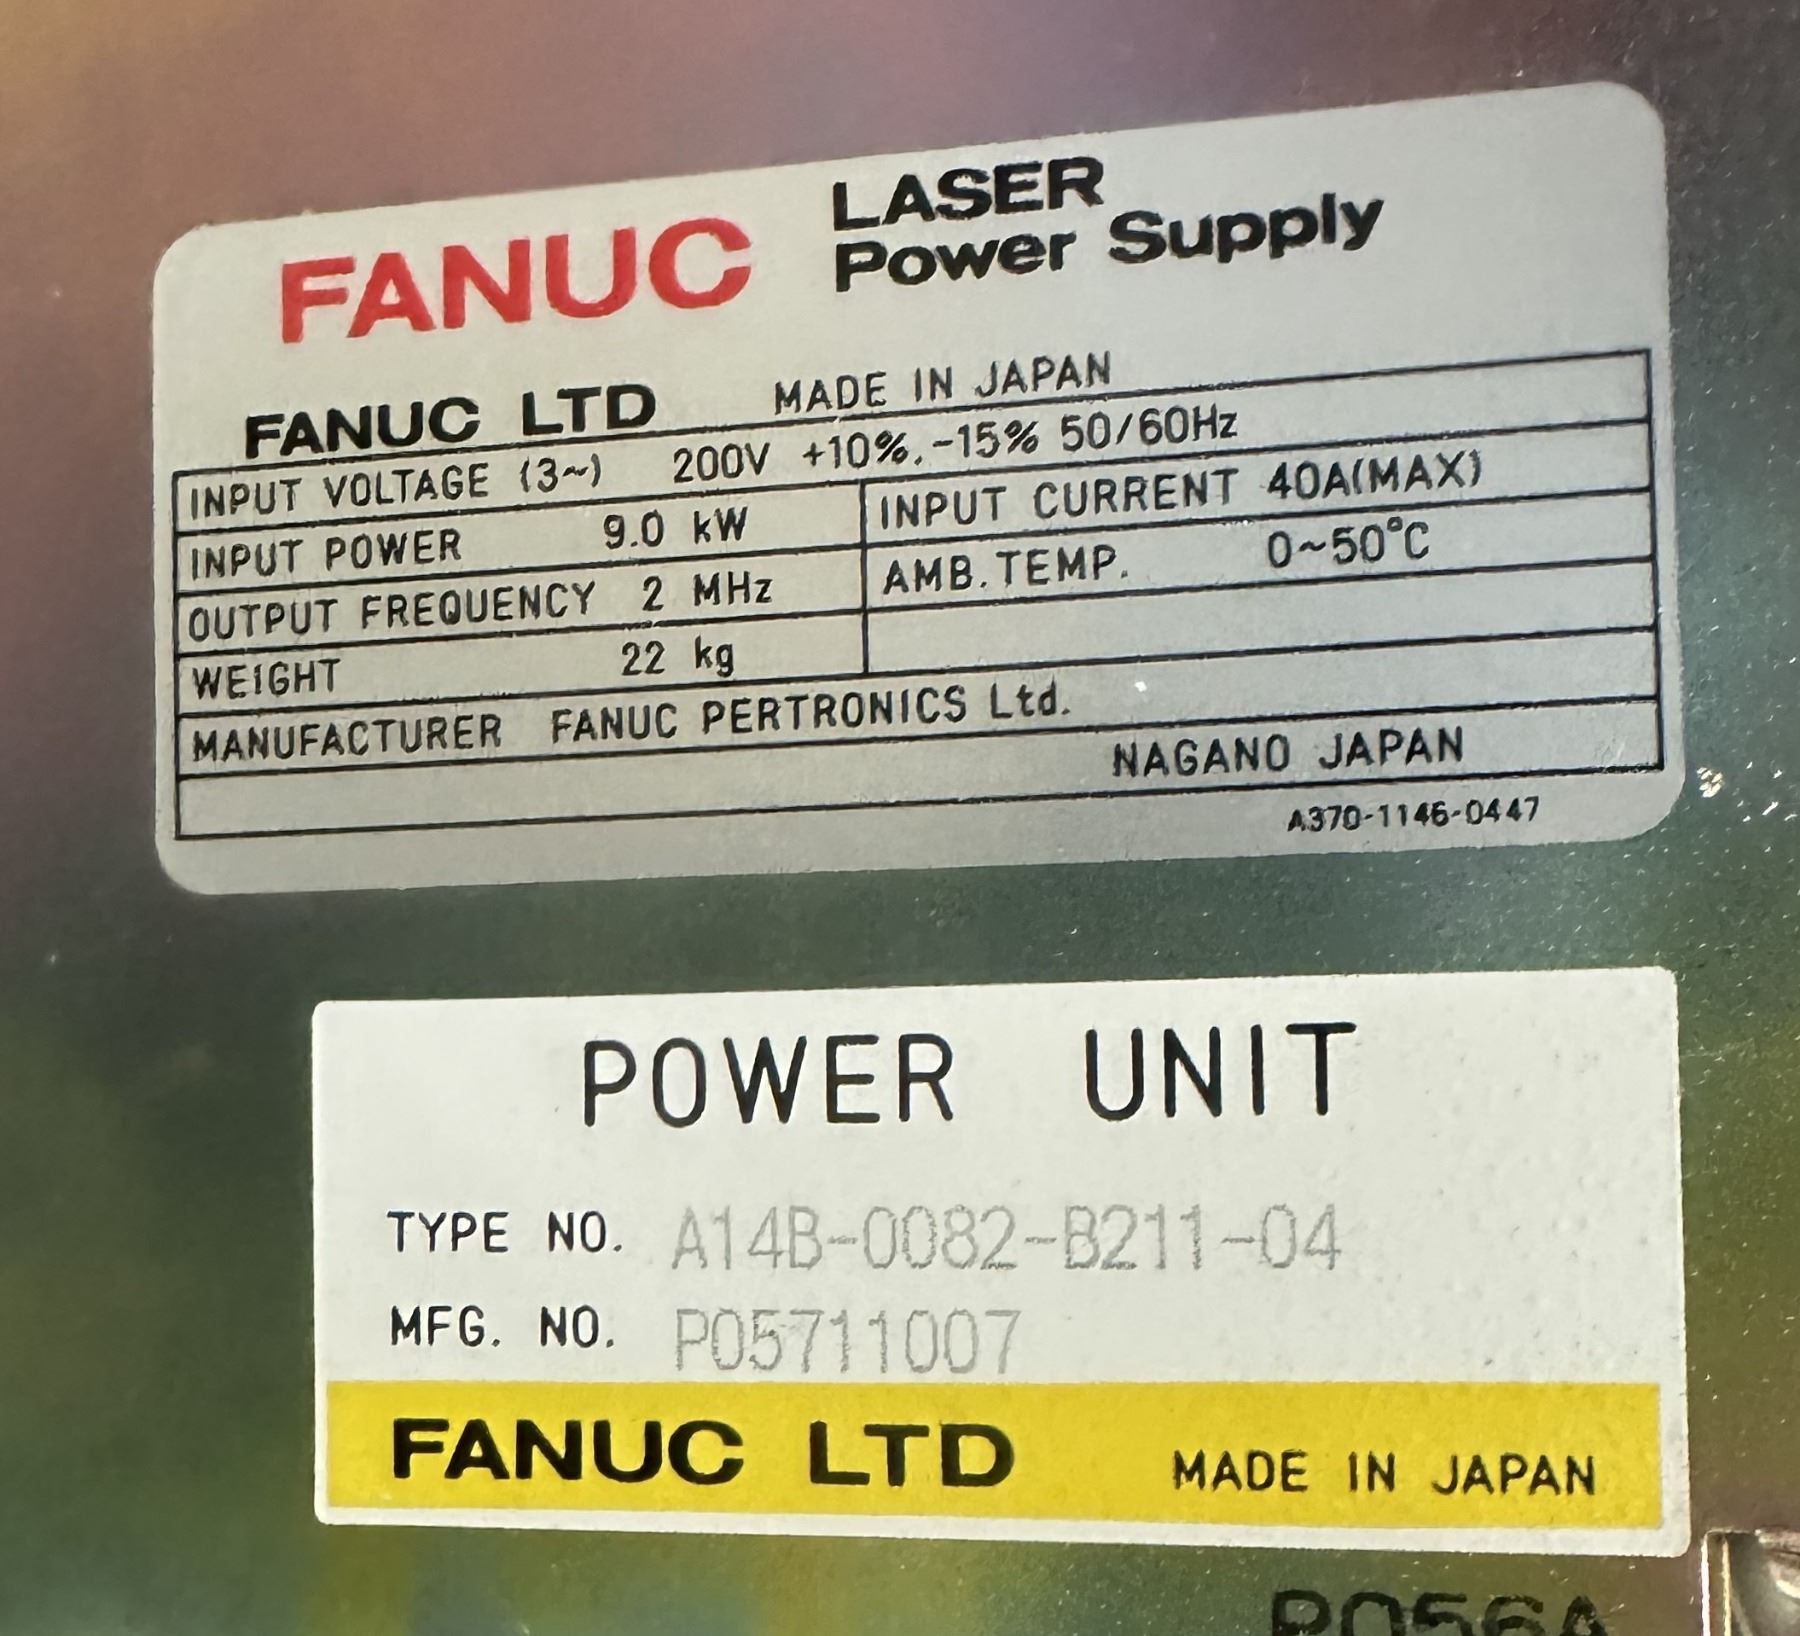 FANUC LASER
Power Supply
FANUC LTD MADE IN JAPAN
INPUT VOLTAGE (3~) 200V +10%,-15% 50/60Hz
INPUT POWER 9.0 kW INPUT CURRENT 40A(MAX)
OUTPUT FREQUENCY 2 MHz AMB.TEMP. 0~50°C
WEIGHT 22 kg
MANUFACTURER FANUC PERTRONICS Ltd.
NAGANO JAPAN
A370-1146-0447
POWER UNIT
TYPE NO. A14B-0082-B211-04
MFG. NO. P05711007
FANUC LTD MADE IN JAPAN